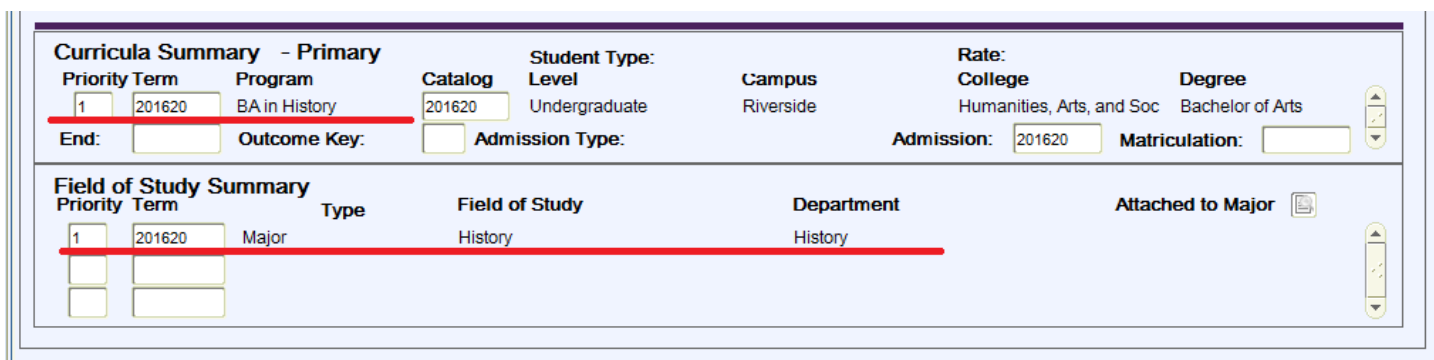 Curricula Summary - Primary Student Type: Rate:
Priority Term Program Catalog Level Campus College Degree
1 201620 BA in History 201620 Undergraduate Riverside Humanities, Arts, and Soc Bachelor of Arts
End: Outcome Key: Admission Type: Admission: 201620 Matriculation:
Field of Study Summary
Priority Term Type Field of Study Department Attached to Major
1 201620 Major History History